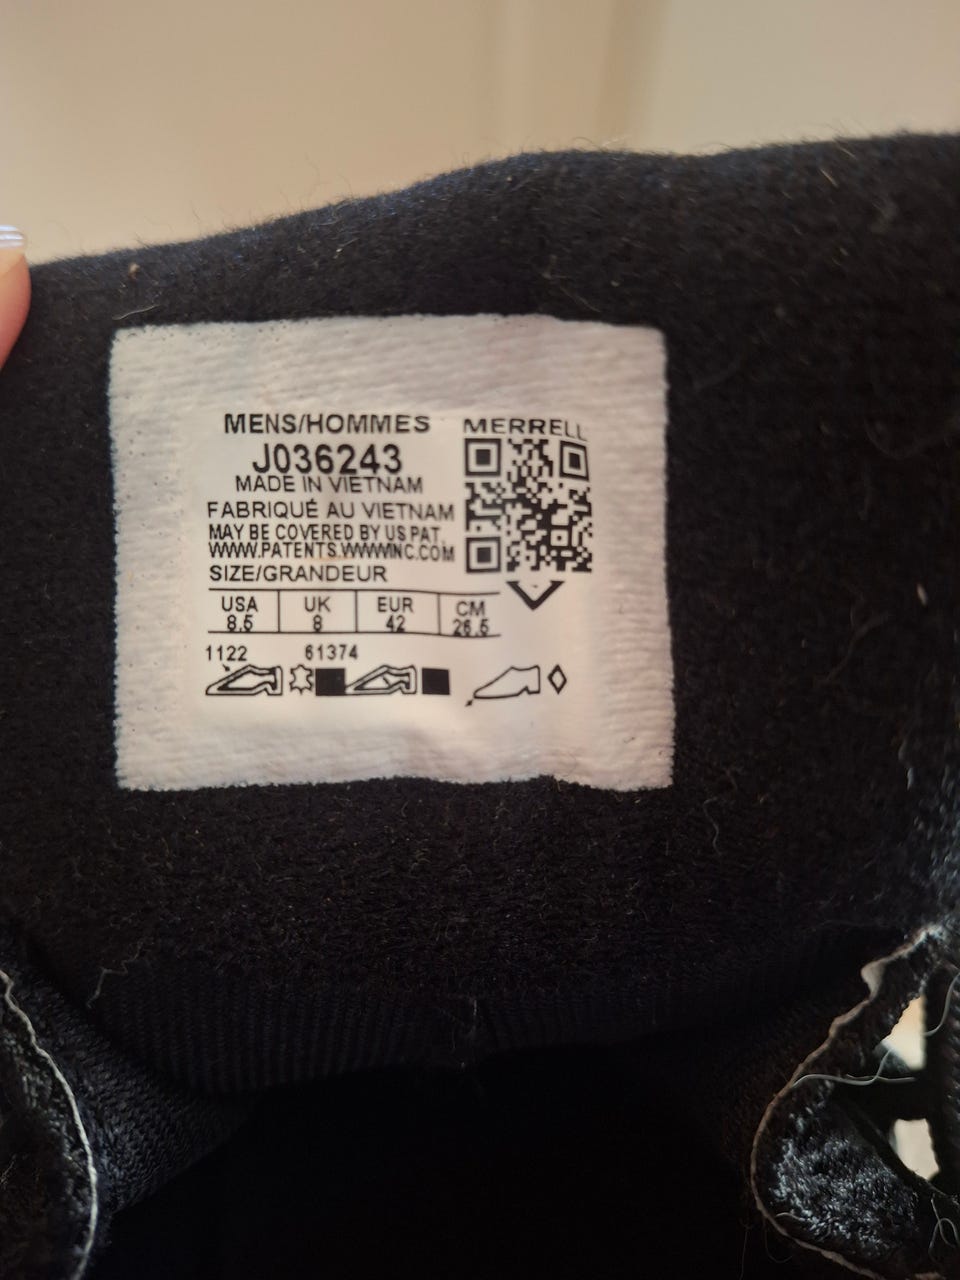 MENS/HOMMES
MERRELL
J036243
MADE IN VIETNAM
FABRIQUÉ AU VIETNAM
MAY BE COVERED BY US PAT.
WWW.PATENTS.WWWINC.COM
SIZE/GRANDEUR
USA UK EUR CM
8.5 8 42 26.5
1122 61374